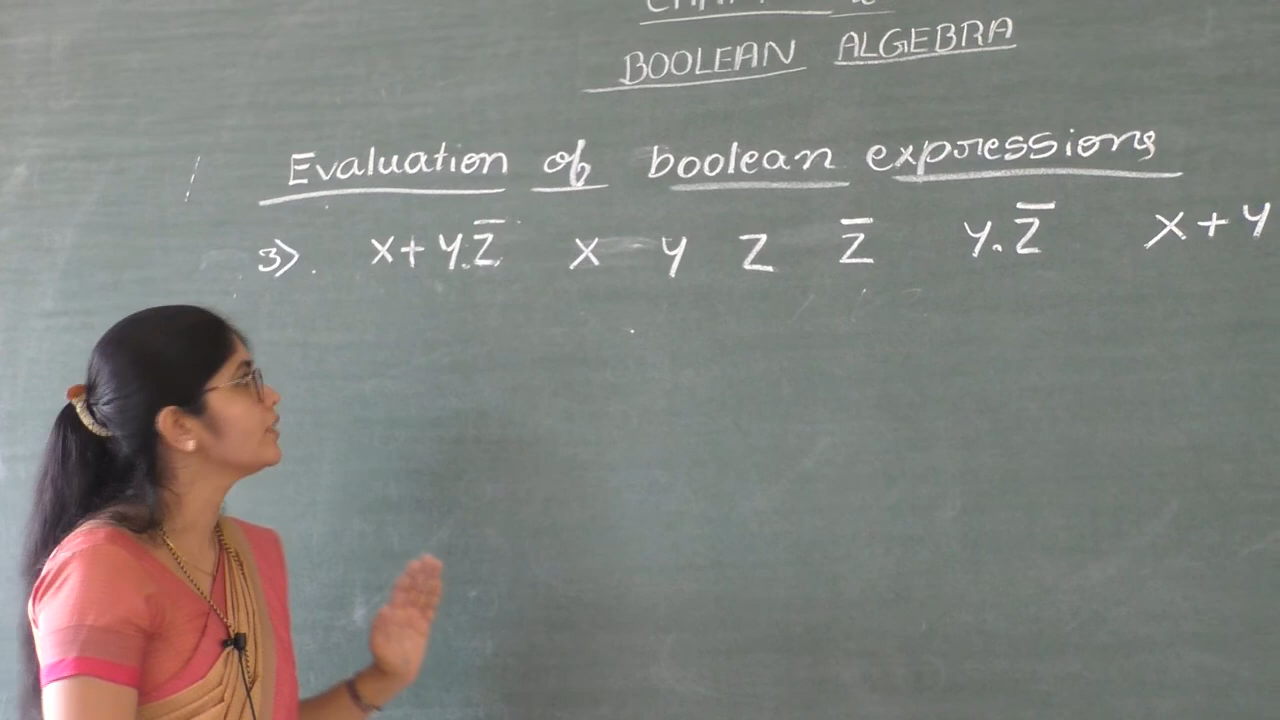 BOOLEAN ALGEBRA
Evaluation of boolean expressions
3>. x+y.z̅ x y z z̅ y.z̅ x+y